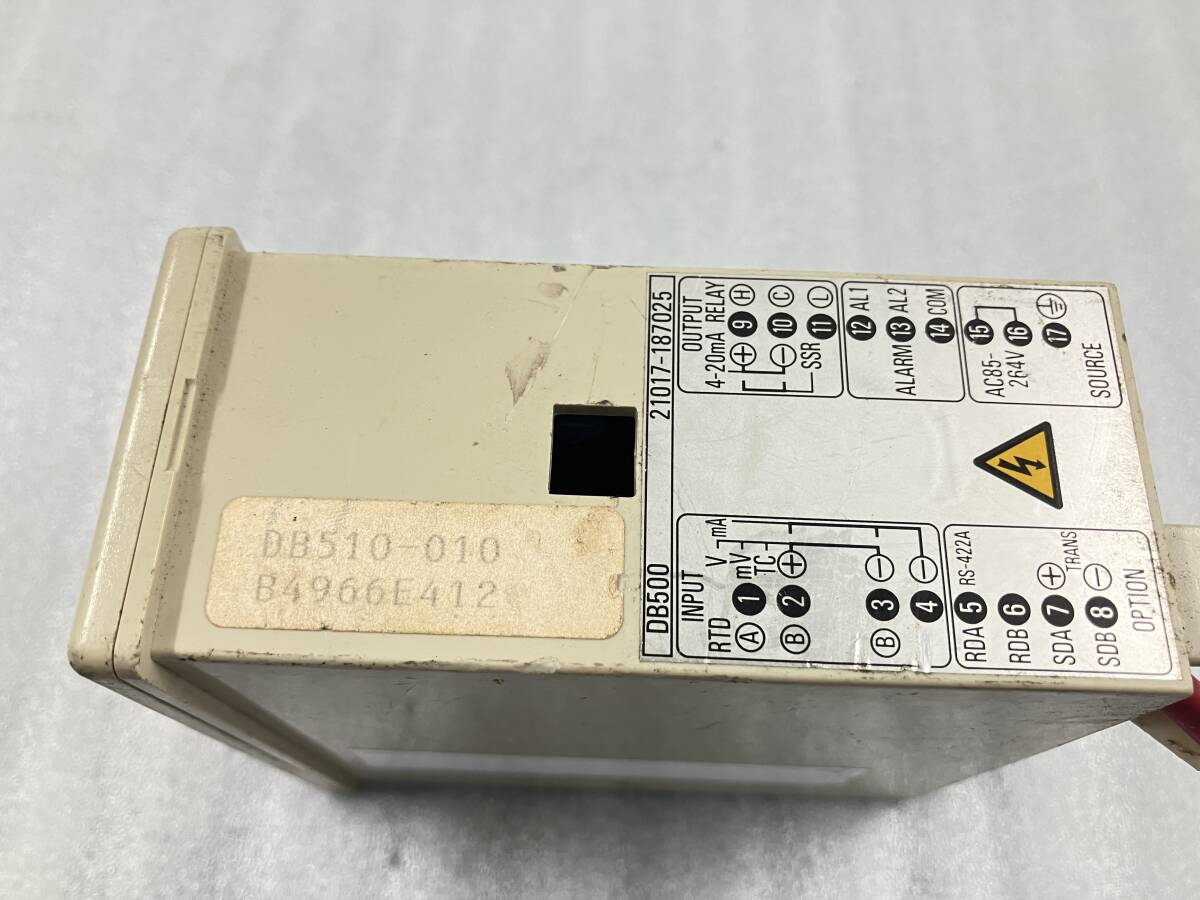 DB510-010
B4966E412
DB500 21017-187025
INPUT
RTD V mA
mV
TC
A 1
B 2 +
B 3 −
4 −
RDA 5 RS-422A
RDB 6
SDA 7 + TRANS
SDB 8 −
OPTION
OUTPUT
4-20mA RELAY
+ 9 H
− 10 C
SSR 11 L
12 AL1
ALARM 13 AL2
14 COM
AC85- 15
264V 16
17
SOURCE